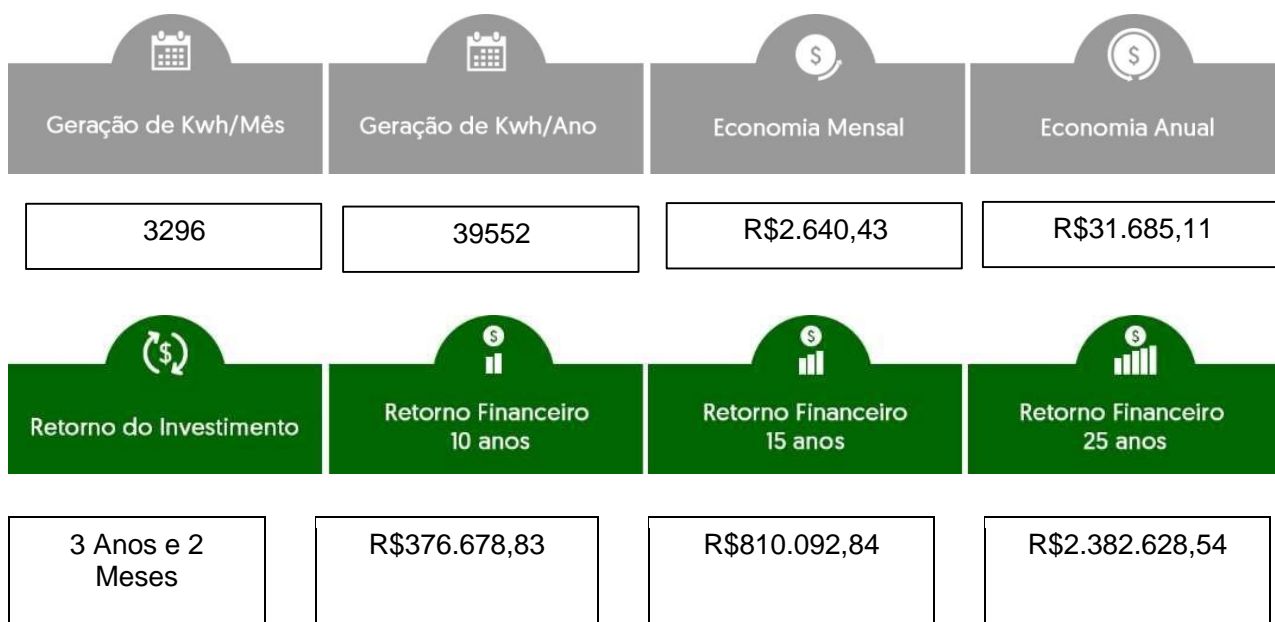 Geração de Kwh/Mês
Geração de Kwh/Ano
Economia Mensal
Economia Anual
3296
39552
R$2.640,43
R$31.685,11
Retorno do Investimento
Retorno Financeiro
10 anos
Retorno Financeiro
15 anos
Retorno Financeiro
25 anos
3 Anos e 2
Meses
R$376.678,83
R$810.092,84
R$2.382.628,54